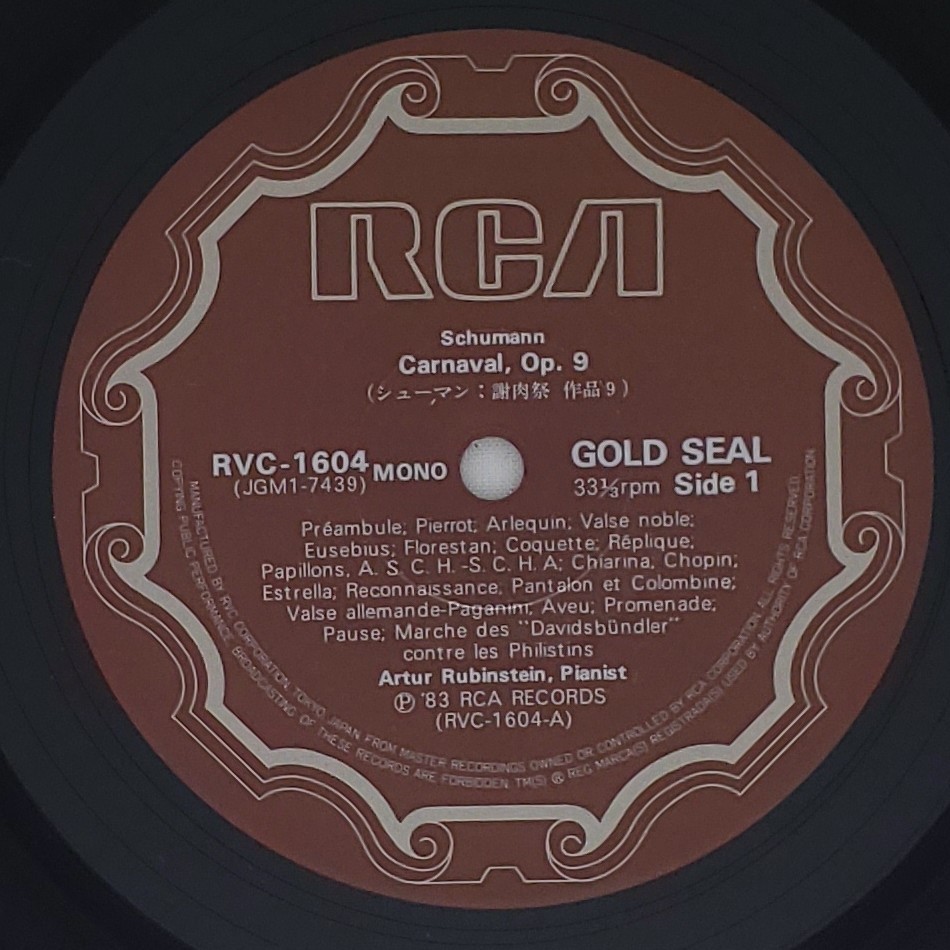 RCA
Schumann
Carnaval, Op. 9
(シューマン：謝肉祭 作品9)
RVC-1604 MONO
(JGM1-7439)
GOLD SEAL
33⅓rpm Side 1
Préambule; Pierrot; Arlequin; Valse noble;
Eusebius; Florestan; Coquette; Réplique;
Papillons, A. S. C. H.-S. C. H. A; Chiarina, Chopin;
Estrella; Reconnaissance, Pantalon et Colombine;
Valse allemande-Paganini, Aveu; Promenade;
Pause; Marche des "Davidsbündler"
contre les Philistins
Artur Rubinstein, Pianist
Ⓟ '83 RCA RECORDS
(RVC-1604-A)
MANUFACTURED BY RVC CORPORATION, TOKYO, JAPAN FROM MASTER RECORDINGS OWNED OR CONTROLLED BY RCA CORPORATION ALL RIGHTS RESERVED
COPYING PUBLIC PERFORMANCE BROADCASTING OF THESE RECORDS ARE FORBIDDEN TM(S) ® REG MARCA(S) REGISTRADA(S) USED BY AUTHORITY OF RCA CORPORATION